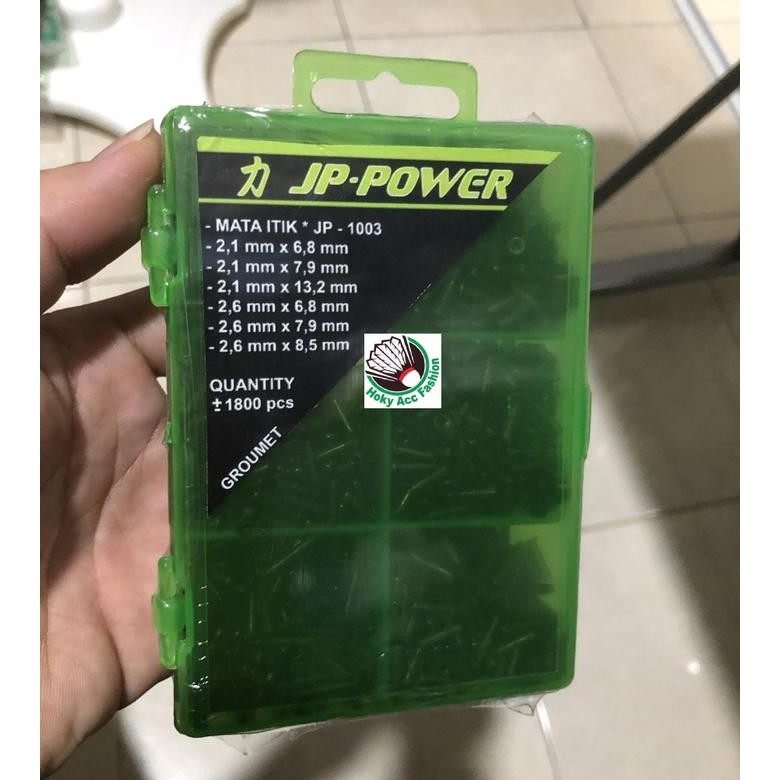 力 JP-POWER
- MATA ITIK * JP - 1003
- 2,1 mm x 6,8 mm
- 2,1 mm x 7,9 mm
- 2,1 mm x 13,2 mm
- 2,6 mm x 6,8 mm
- 2,6 mm x 7,9 mm
- 2,6 mm x 8,5 mm
QUANTITY
±1800 pcs
GROUMET
Hoky Acc Fashion